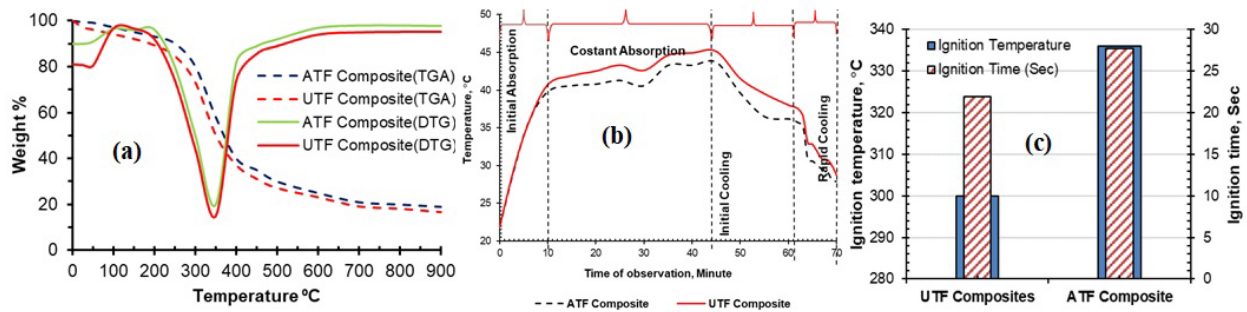 (a)
Weight %
120
100
80
60
40
20
0
ATF Composite(TGA)
UTF Composite(TGA)
ATF Composite(DTG)
UTF Composite(DTG)
0 100 200 300 400 500 600 700 800 900
Temperature ºC
(b)
Temperature, °C
50
45
40
35
30
25
20
Initial Absorption
Costant Absorption
Initial Cooling
Rapid Cooling
0 10 20 30 40 50 60 70
Time of observation, Minute
ATF Composite UTF Composite
(c)
Ignition temperature, °C
340
330
320
310
300
290
280
Ignition Temperature
Ignition Time (Sec)
30
25
20
15
10
5
0
Ignition time, Sec
UTF Composites ATF Composite